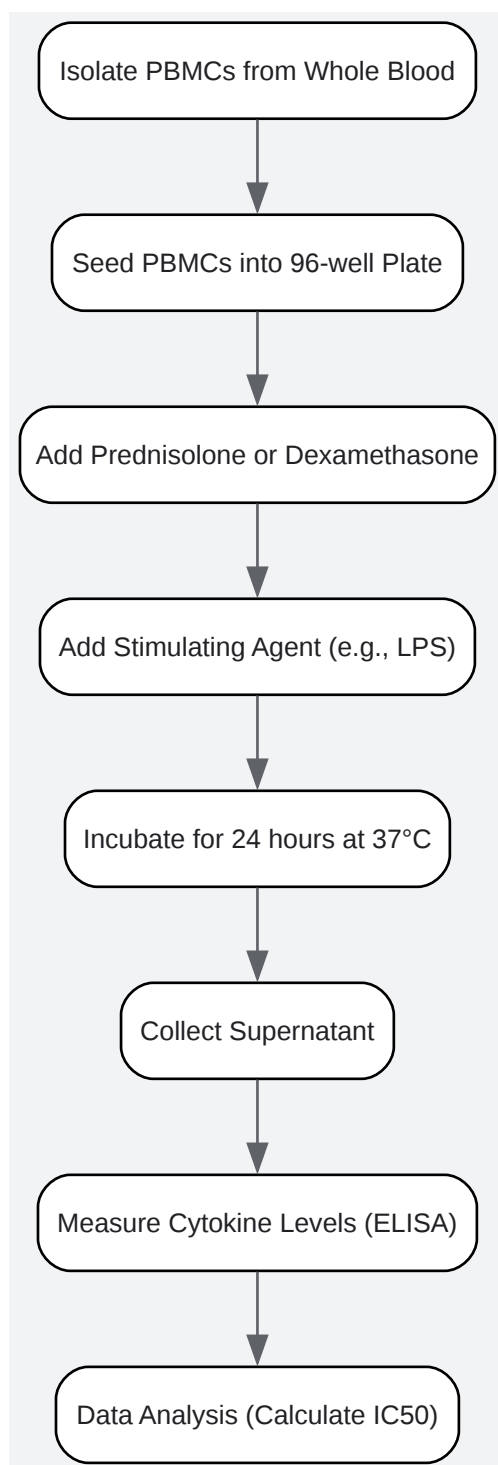 Isolate PBMCs from Whole Blood
Seed PBMCs into 96-well Plate
Add Prednisolone or Dexamethasone
Add Stimulating Agent (e.g., LPS)
Incubate for 24 hours at 37°C
Collect Supernatant
Measure Cytokine Levels (ELISA)
Data Analysis (Calculate IC50)